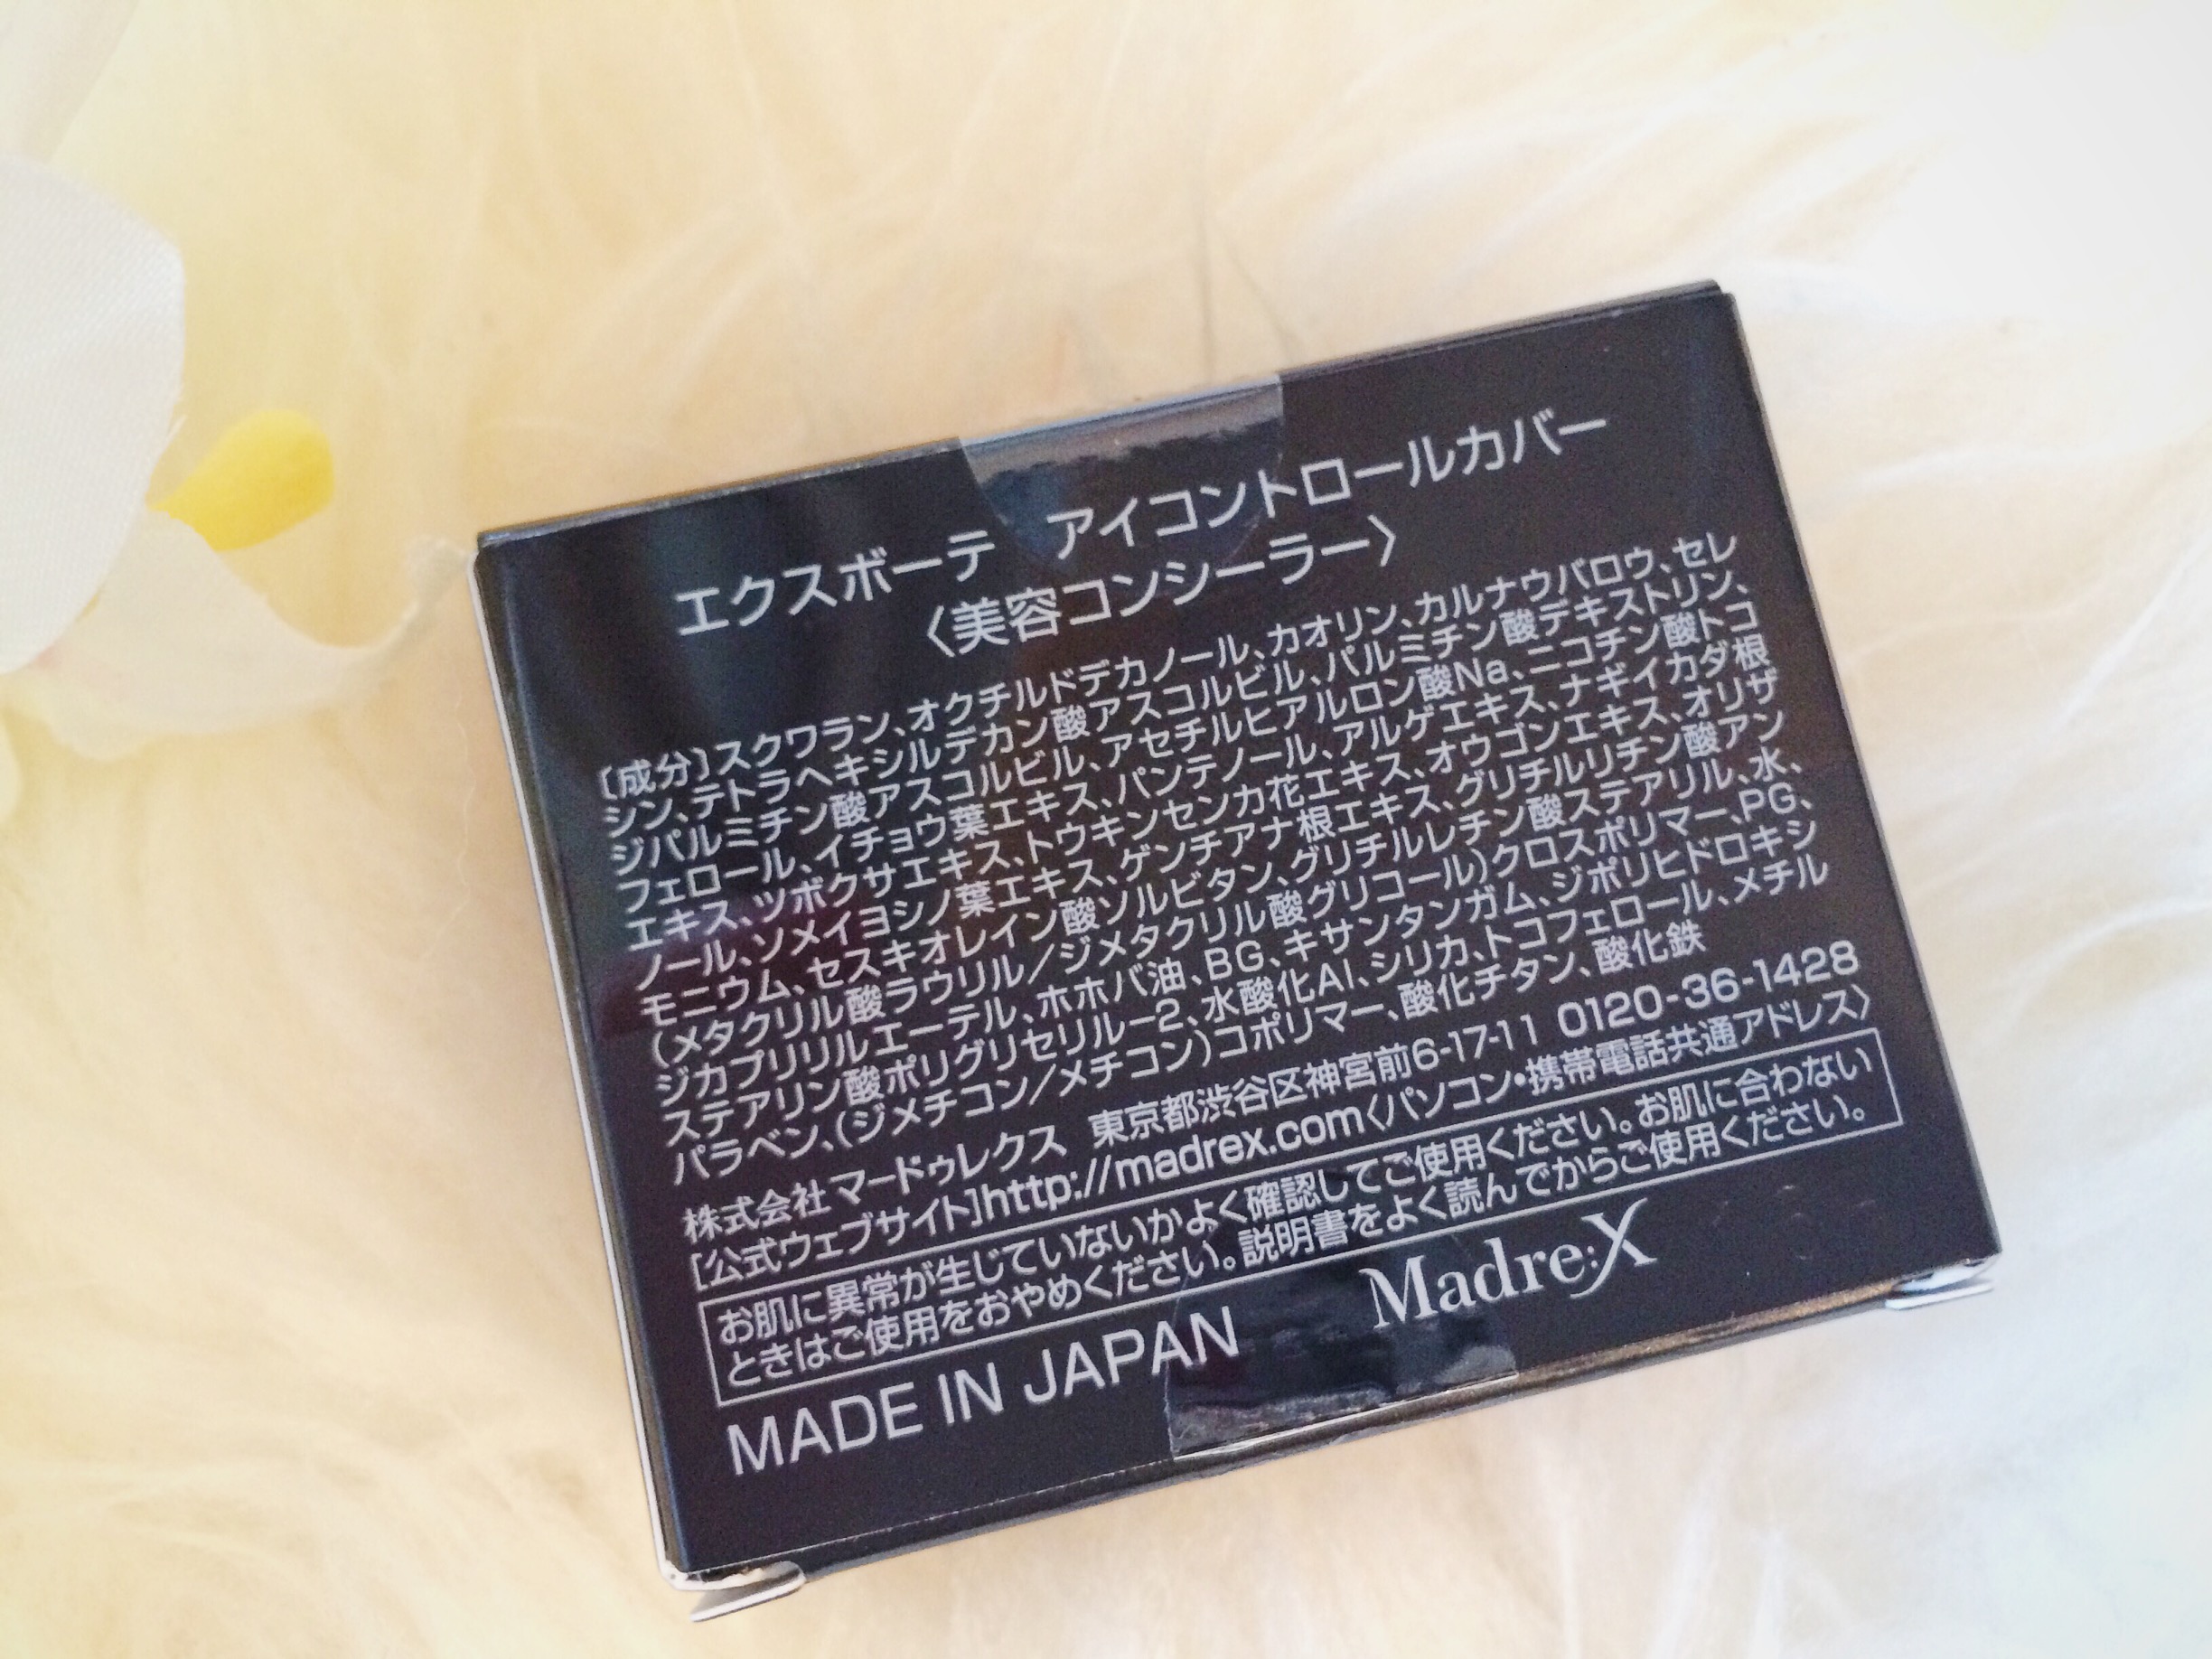 エクスボーテ　アイコントロールカバー
〈美容コンシーラー〉
[成分]スクワラン、オクチルドデカノール、カオリン、カルナウバロウ、セレ
シン、テトラヘキシルデカン酸アスコルビル、パルミチン酸デキストリン、
ジパルミチン酸アスコルビル、アセチルヒアルロン酸Na、ニコチン酸トコ
フェロール、イチョウ葉エキス、パンテノール、アルゲエキス、ナギイカダ根
エキス、ツボクサエキス、トウキンセンカ花エキス、オウゴンエキス、オリザ
ノール、ソメイヨシノ葉エキス、ゲンチアナ根エキス、グリチルリチン酸アン
モニウム、セスキオレイン酸ソルビタン、グリチルレチン酸ステアリル、水、
(メタクリル酸ラウリル/ジメタクリル酸グリコール)クロスポリマー、PG、
ジカプリリルエーテル、ホホバ油、BG、キサンタンガム、ジポリヒドロキシ
ステアリン酸ポリグリセリル-2、水酸化Al、シリカ、トコフェロール、メチル
パラベン、(ジメチコン/メチコン)コポリマー、酸化チタン、酸化鉄
株式会社 マードゥレクス　東京都渋谷区神宮前6-17-11 0120-36-1428
[公式ウェブサイト]http://madrex.com〈パソコン・携帯電話共通アドレス〉
お肌に異常が生じていないかよく確認してご使用ください。お肌に合わない
ときはご使用をおやめください。説明書をよく読んでからご使用ください。
MADE IN JAPAN
Madre:X